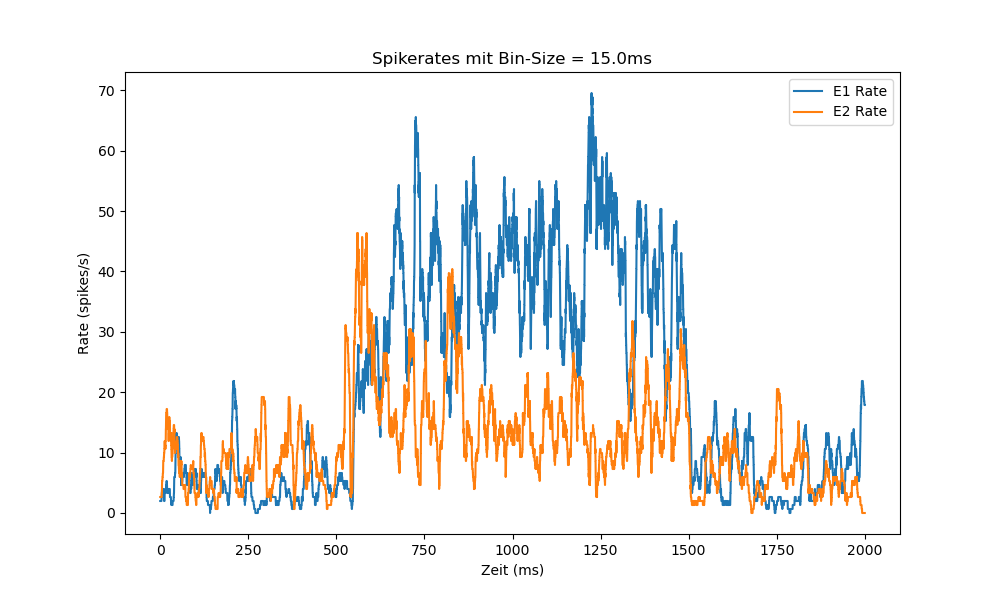 Spikerates mit Bin-Size = 15.0ms
E1 Rate
E2 Rate
70
60
50
40
30
20
10
0
Rate (spikes/s)
0 250 500 750 1000 1250 1500 1750 2000
Zeit (ms)